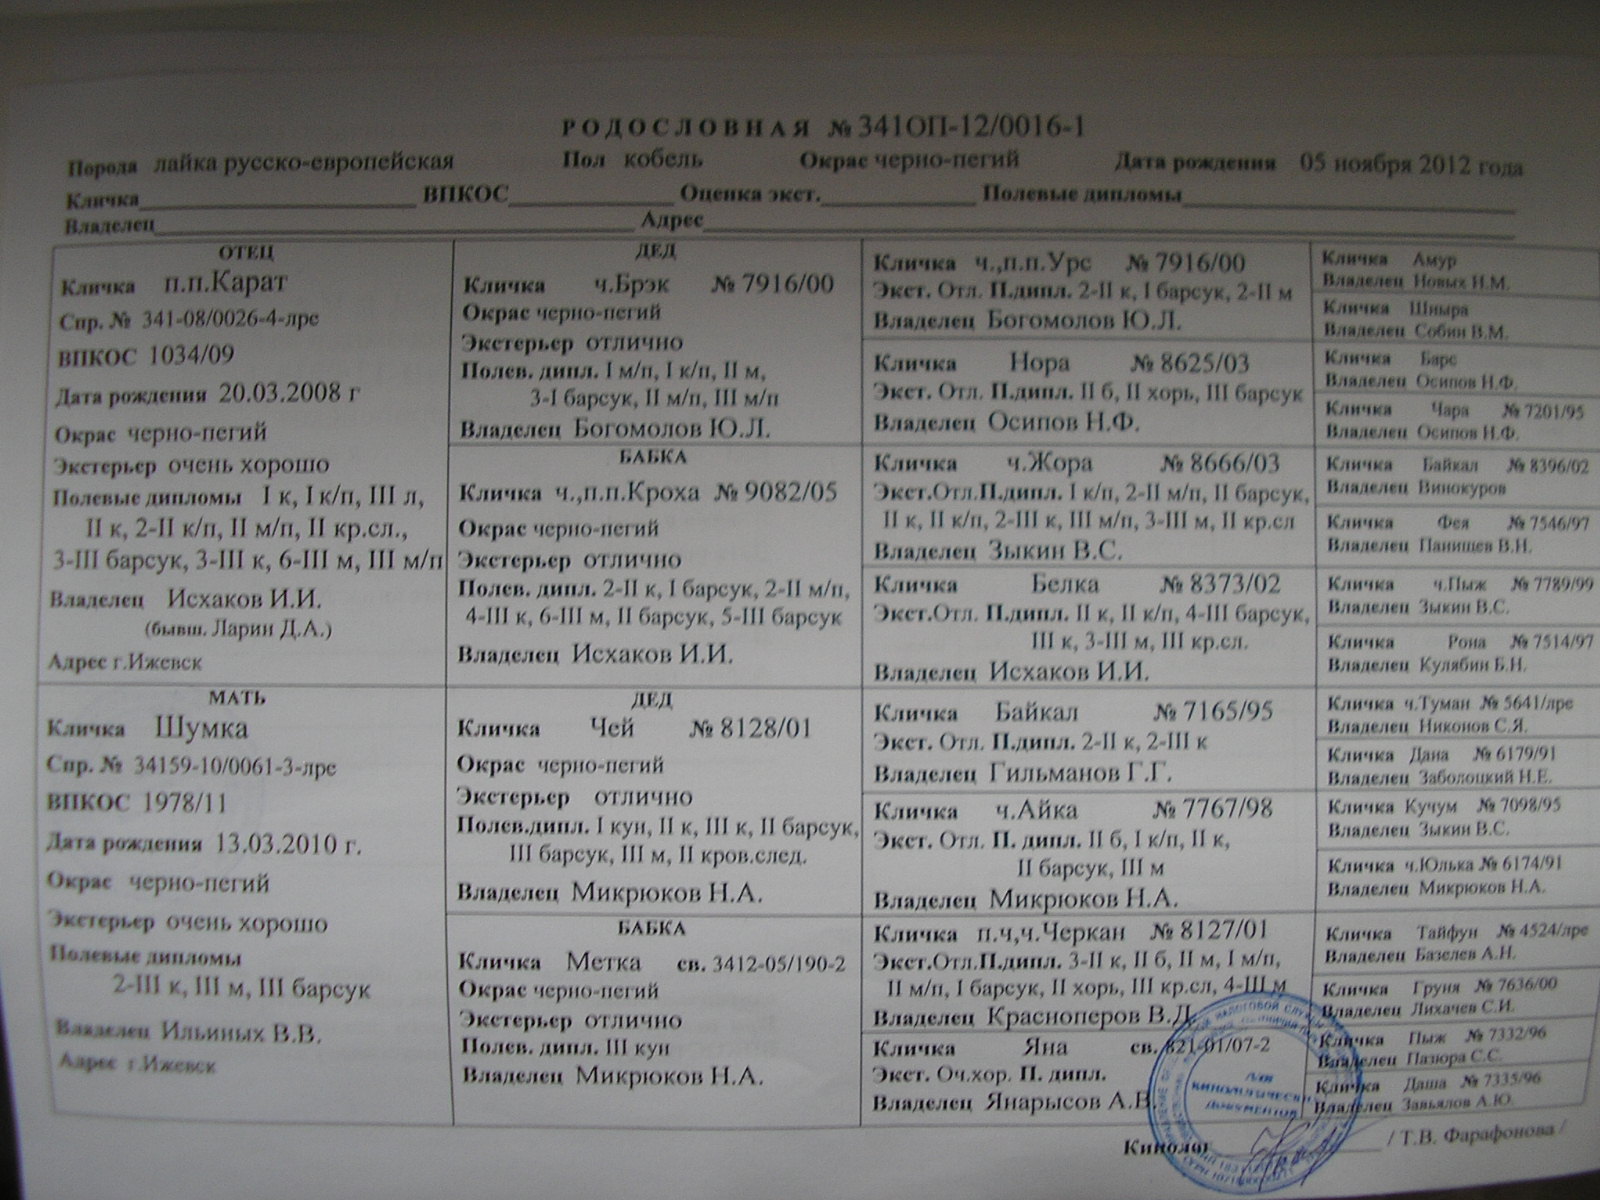 РОДОСЛОВНАЯ № 341ОП-12/0016-1
Порода лайка русско-европейская Пол кобель Окрас черно-пегий Дата рождения 05 ноября 2012 года
Кличка ВПКОС Оценка экст. Полевые дипломы
Владелец Адрес
ОТЕЦ
Кличка п.п.Карат
Спр. № 341-08/0026-4-лре
ВПКОС 1034/09
Дата рождения 20.03.2008 г
Окрас черно-пегий
Экстерьер очень хорошо
Полевые дипломы I к, I к/п, III л,
II к, 2-II к/п, II м/п, II кр.сл.,
3-III барсук, 3-III к, 6-III м, III м/п
Владелец Исхаков И.И.
(бывш. Ларин Д.А.)
Адрес г.Ижевск
МАТЬ
Кличка Шумка
Спр. № 34159-10/0061-3-лре
ВПКОС 1978/11
Дата рождения 13.03.2010 г.
Окрас черно-пегий
Экстерьер очень хорошо
Полевые дипломы
2-III к, III м, III барсук
Владелец Ильиных В.В.
Адрес г.Ижевск
ДЕД
Кличка ч.Брэк № 7916/00
Окрас черно-пегий
Экстерьер отлично
Полев. дипл. I м/п, I к/п, II м,
3-I барсук, II м/п, III м/п
Владелец Богомолов Ю.Л.
БАБКА
Кличка ч.,п.п.Кроха № 9082/05
Окрас черно-пегий
Экстерьер отлично
Полев. дипл. 2-II к, I барсук, 2-II м/п,
4-III к, 6-III м, II барсук, 5-III барсук
Владелец Исхаков И.И.
ДЕД
Кличка Чей № 8128/01
Окрас черно-пегий
Экстерьер отлично
Полев.дипл. I кун, II к, III к, II барсук,
III барсук, III м, II кров.след.
Владелец Микрюков Н.А.
БАБКА
Кличка Метка св. 3412-05/190-2
Окрас черно-пегий
Экстерьер отлично
Полев. дипл. III кун
Владелец Микрюков Н.А.
Кличка ч.,п.п.Урс № 7916/00
Экст. Отл. П.дипл. 2-II к, I барсук, 2-II м
Владелец Богомолов Ю.Л.
Кличка Нора № 8625/03
Экст. Отл. П.дипл. II б, II хорь, III барсук
Владелец Осипов Н.Ф.
Кличка ч.Жора № 8666/03
Экст.Отл.П.дипл. I к/п, 2-II м/п, II барсук,
II к, II к/п, 2-III к, III м/п, 3-III м, II кр.сл
Владелец Зыкин В.С.
Кличка Белка № 8373/02
Экст.Отл. П.дипл. II к, II к/п, 4-III барсук,
III к, 3-III м, III кр.сл.
Владелец Исхаков И.И.
Кличка Байкал № 7165/95
Экст. Отл. П.дипл. 2-II к, 2-III к
Владелец Гильманов Г.Г.
Кличка ч.Айка № 7767/98
Экст. Отл. П. дипл. II б, I к/п, II к,
II барсук, III м
Владелец Микрюков Н.А.
Кличка п.ч,ч.Черкан № 8127/01
Экст.Отл.П.дипл. 3-II к, II б, II м, I м/п,
II м/п, I барсук, II хорь, III кр.сл, 4-III м
Владелец Красноперов В.Л.
Кличка Яна св. 621-01/07-2
Экст. Оч.хор. П. дипл.
Владелец Янарысов А.В.
Кличка Амур
Владелец Новых И.М.
Кличка Шныра
Владелец Собин В.М.
Кличка Барс
Владелец Осипов Н.Ф.
Кличка Чара № 7201/95
Владелец Осипов Н.Ф.
Кличка Байкал № 8396/02
Владелец Винокуров
Кличка Фея № 7546/97
Владелец Панишев В.Н.
Кличка ч.Пыж № 7789/99
Владелец Зыкин В.С.
Кличка Рона № 7514/97
Владелец Кулябин Б.Н.
Кличка ч.Туман № 5641/лре
Владелец Никонов С.Я.
Кличка Дана № 6179/91
Владелец Заболоцкий Н.Е.
Кличка Кучум № 7098/95
Владелец Зыкин В.С.
Кличка ч.Юлька № 6174/91
Владелец Микрюков Н.А.
Кличка Тайфун № 4524/лре
Владелец Базелев А.Н.
Кличка Груня № 7636/00
Владелец Лихачев С.И.
Кличка Пыж № 7332/96
Владелец Пазюра С.С.
Кличка Даша № 7335/96
Владелец Завьялов А.Ю.
для
кинологических
документов
Кинолог / Т.В. Фарафонова /